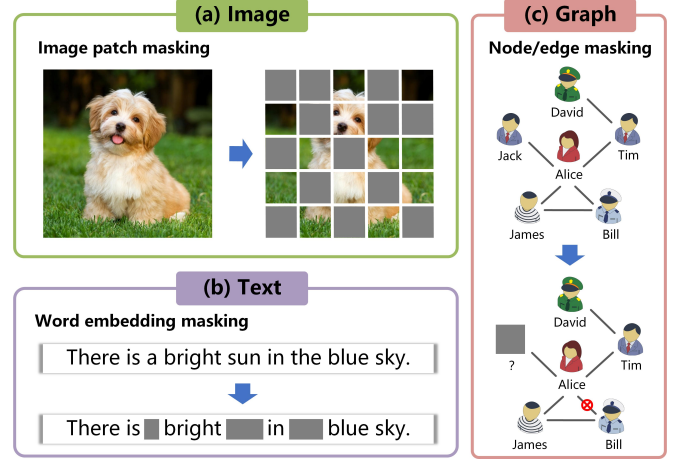 (a) Image
Image patch masking
(b) Text
Word embedding masking
There is a bright sun in the blue sky.
There is bright in blue sky.
(c) Graph
Node/edge masking
David
Jack
Tim
Alice
James
Bill
David
?
Tim
Alice
James
Bill